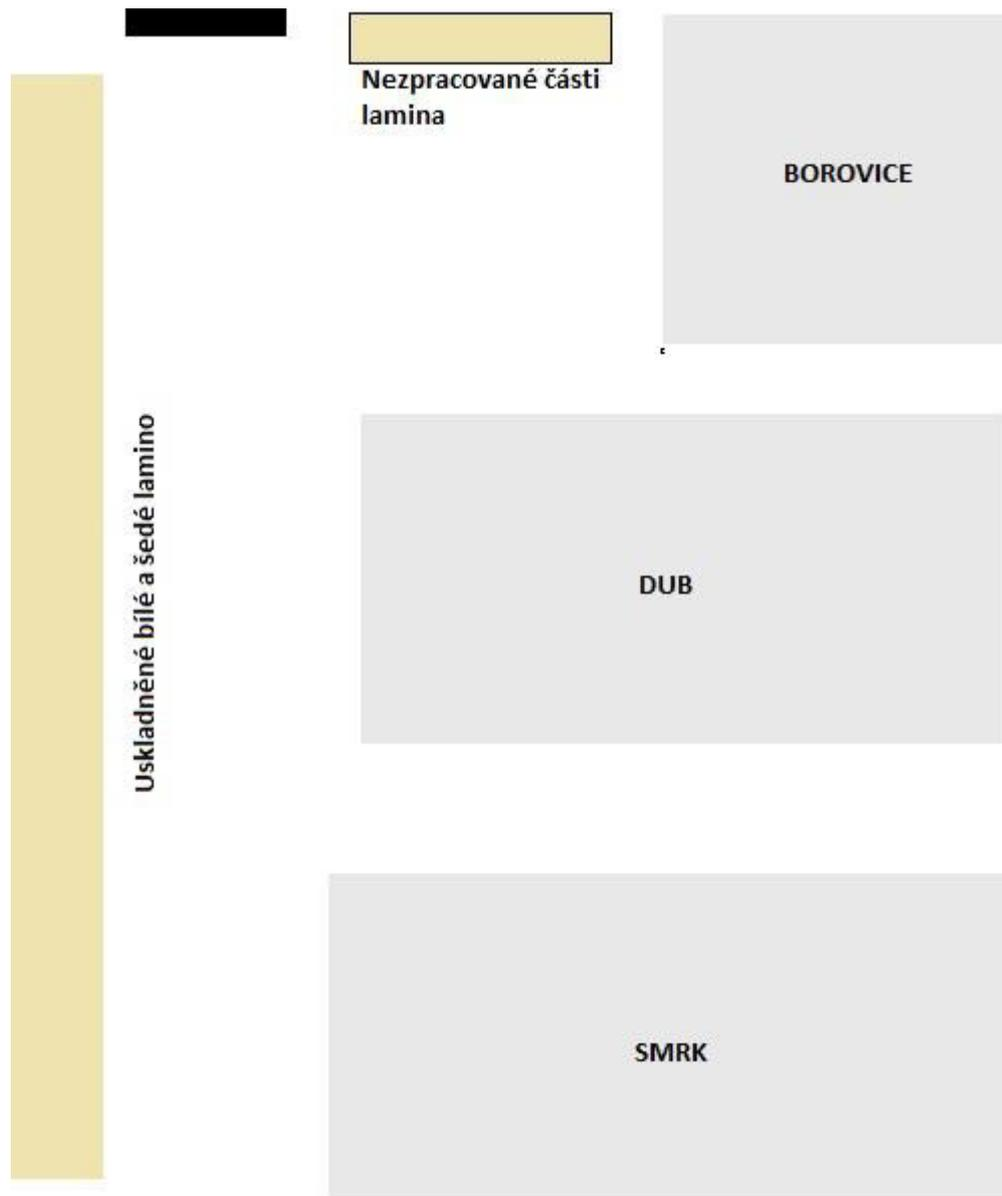 Nezpracované části
lamina
BOROVICE
Uskladněné bílé a šedé lamino
DUB
SMRK